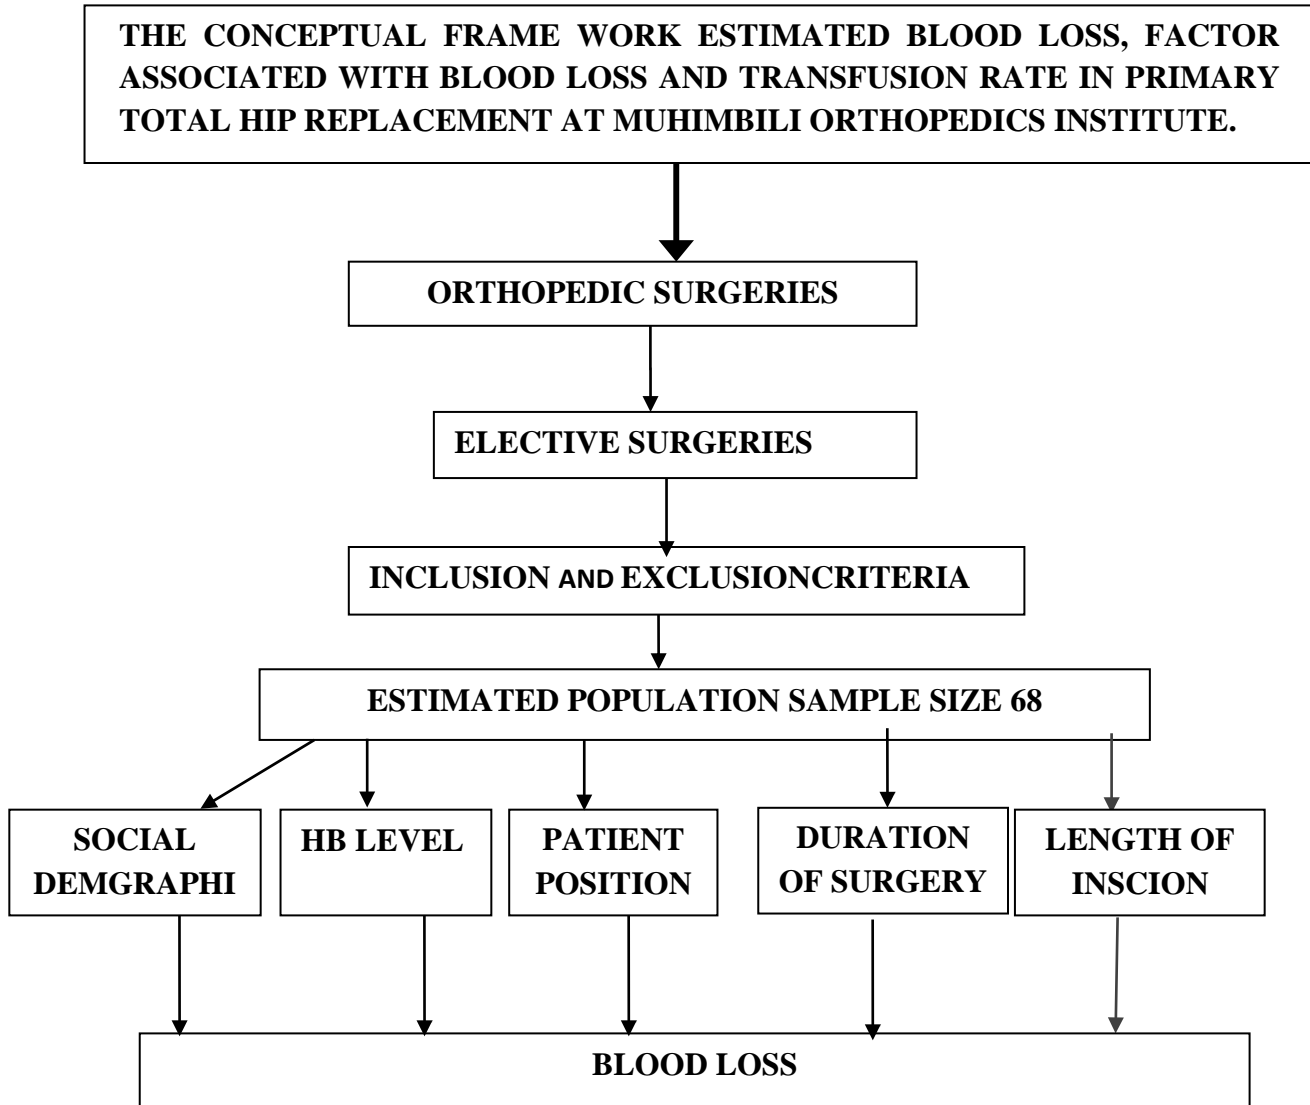 THE CONCEPTUAL FRAME WORK ESTIMATED BLOOD LOSS, FACTOR
ASSOCIATED WITH BLOOD LOSS AND TRANSFUSION RATE IN PRIMARY
TOTAL HIP REPLACEMENT AT MUHIMBILI ORTHOPEDICS INSTITUTE.
ORTHOPEDIC SURGERIES
ELECTIVE SURGERIES
INCLUSION AND EXCLUSIONCRITERIA
ESTIMATED POPULATION SAMPLE SIZE 68
SOCIAL
DEMGRAPHI
HB LEVEL
PATIENT
POSITION
DURATION
OF SURGERY
LENGTH OF
INSCION
BLOOD LOSS